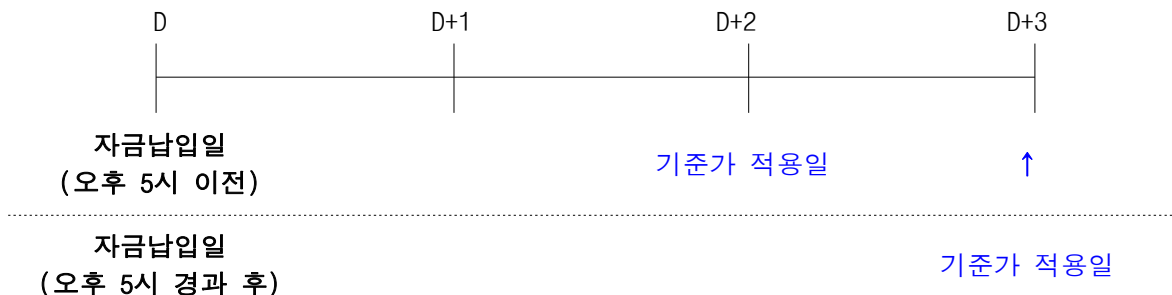 D D+1 D+2 D+3
자금납입일
(오후 5시 이전)
기준가 적용일 ↑
자금납입일
(오후 5시 경과 후)
기준가 적용일